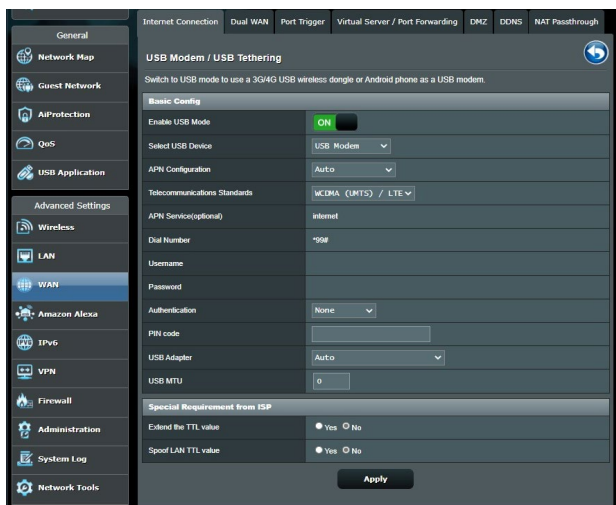 General
Network Map
Guest Network
AiProtection
QoS
USB Application
Advanced Settings
Wireless
LAN
WAN
Amazon Alexa
IPv6
VPN
Firewall
Administration
System Log
Network Tools
Internet Connection Dual WAN Port Trigger Virtual Server / Port Forwarding DMZ DDNS NAT Passthrough
USB Modem / USB Tethering
Switch to USB mode to use a 3G/4G USB wireless dongle or Android phone as a USB modem.
Basic Config
Enable USB Mode ON
Select USB Device USB Modem
APN Configuration Auto
Telecommunications Standards WCDMA (UMTS) / LTE
APN Service(optional) internet
Dial Number *99#
Username
Password
Authentication None
PIN code
USB Adapter Auto
USB MTU 0
Special Requirement from ISP
Extend the TTL value Yes No
Spoof LAN TTL value Yes No
Apply